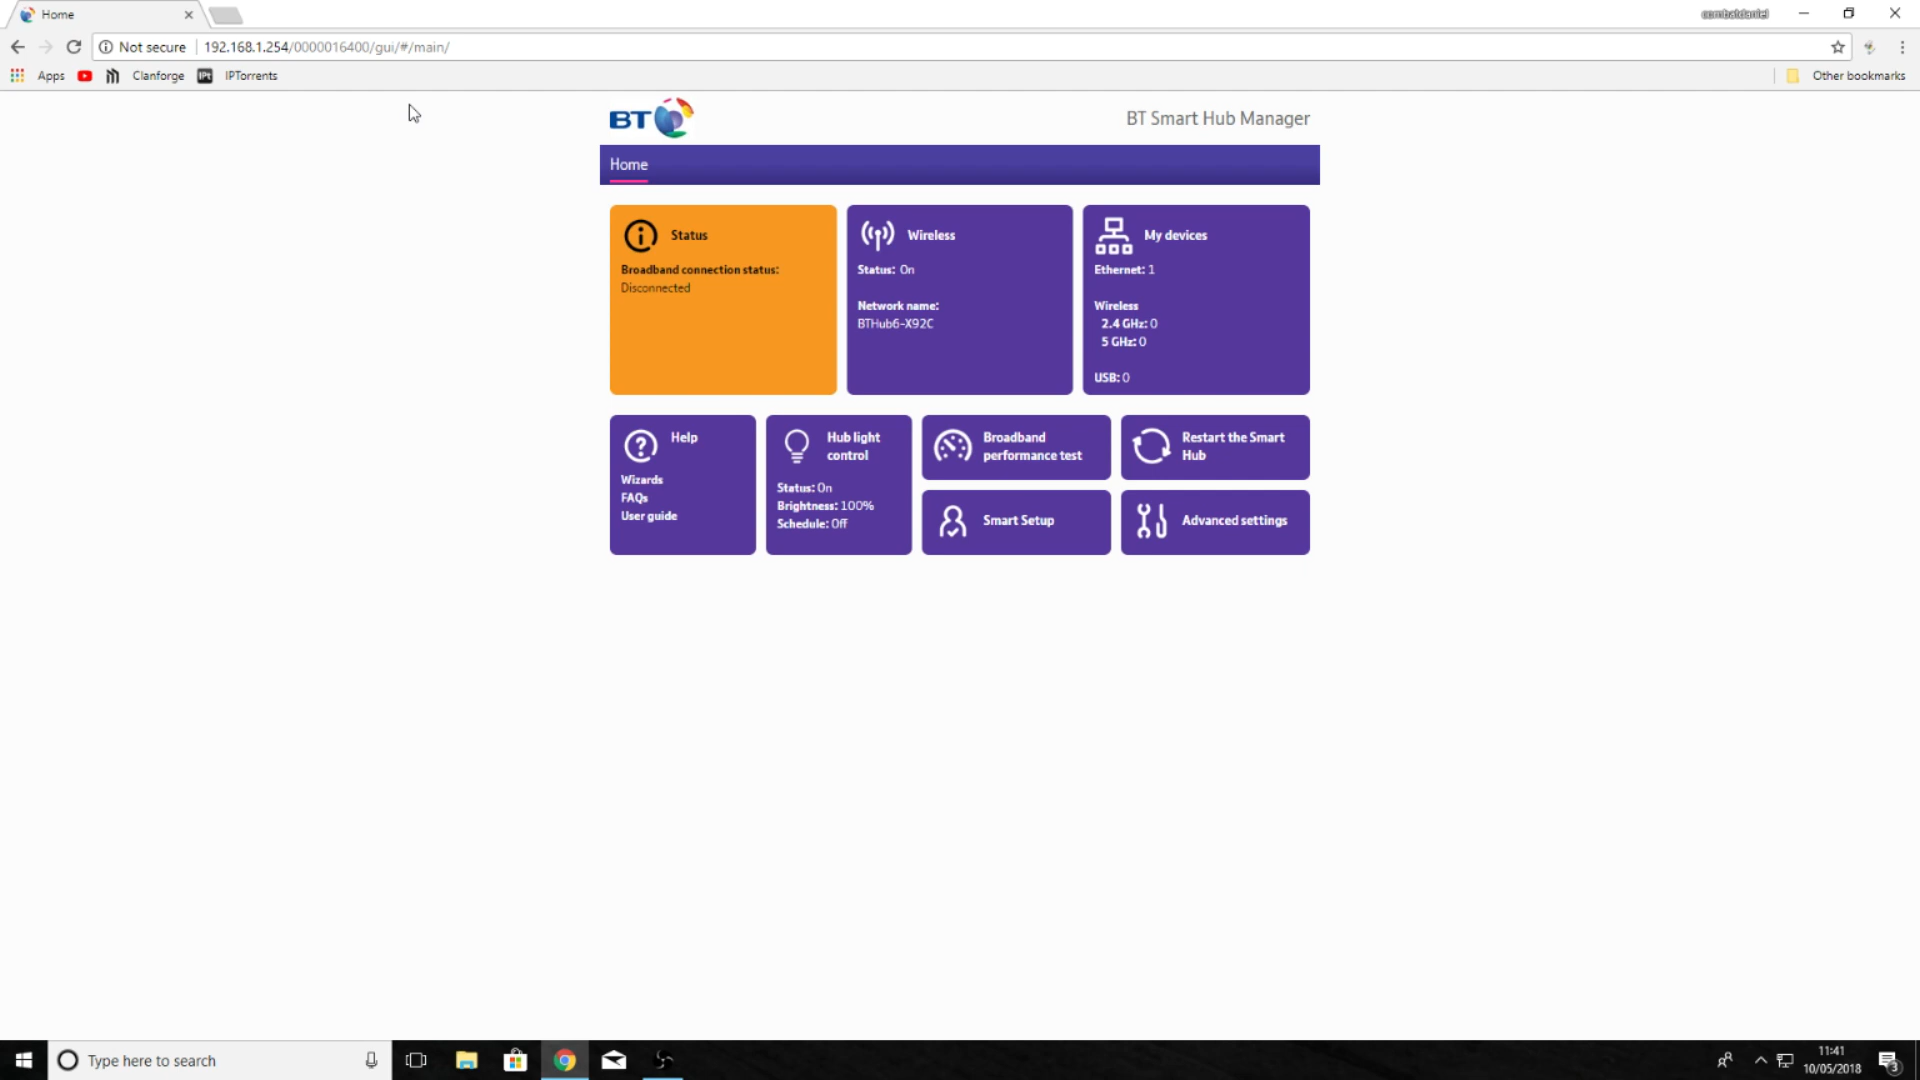 Home
Not secure
192.168.1.254/0000016400/gui/#/main/
Apps
Clanforge
IPTorrents
Other bookmarks
BT
BT Smart Hub Manager
Home
Status
Broadband connection status:
Disconnected
Wireless
Status: On
Network name:
BTHub6-X92C
My devices
Ethernet: 1
Wireless
2.4 GHz: 0
5 GHz: 0
USB: 0
Help
Wizards
FAQs
User guide
Hub light
control
Status: On
Brightness: 100%
Schedule: Off
Broadband
performance test
Restart the Smart
Hub
Smart Setup
Advanced settings
Type here to search
11:41
10/05/2018
3